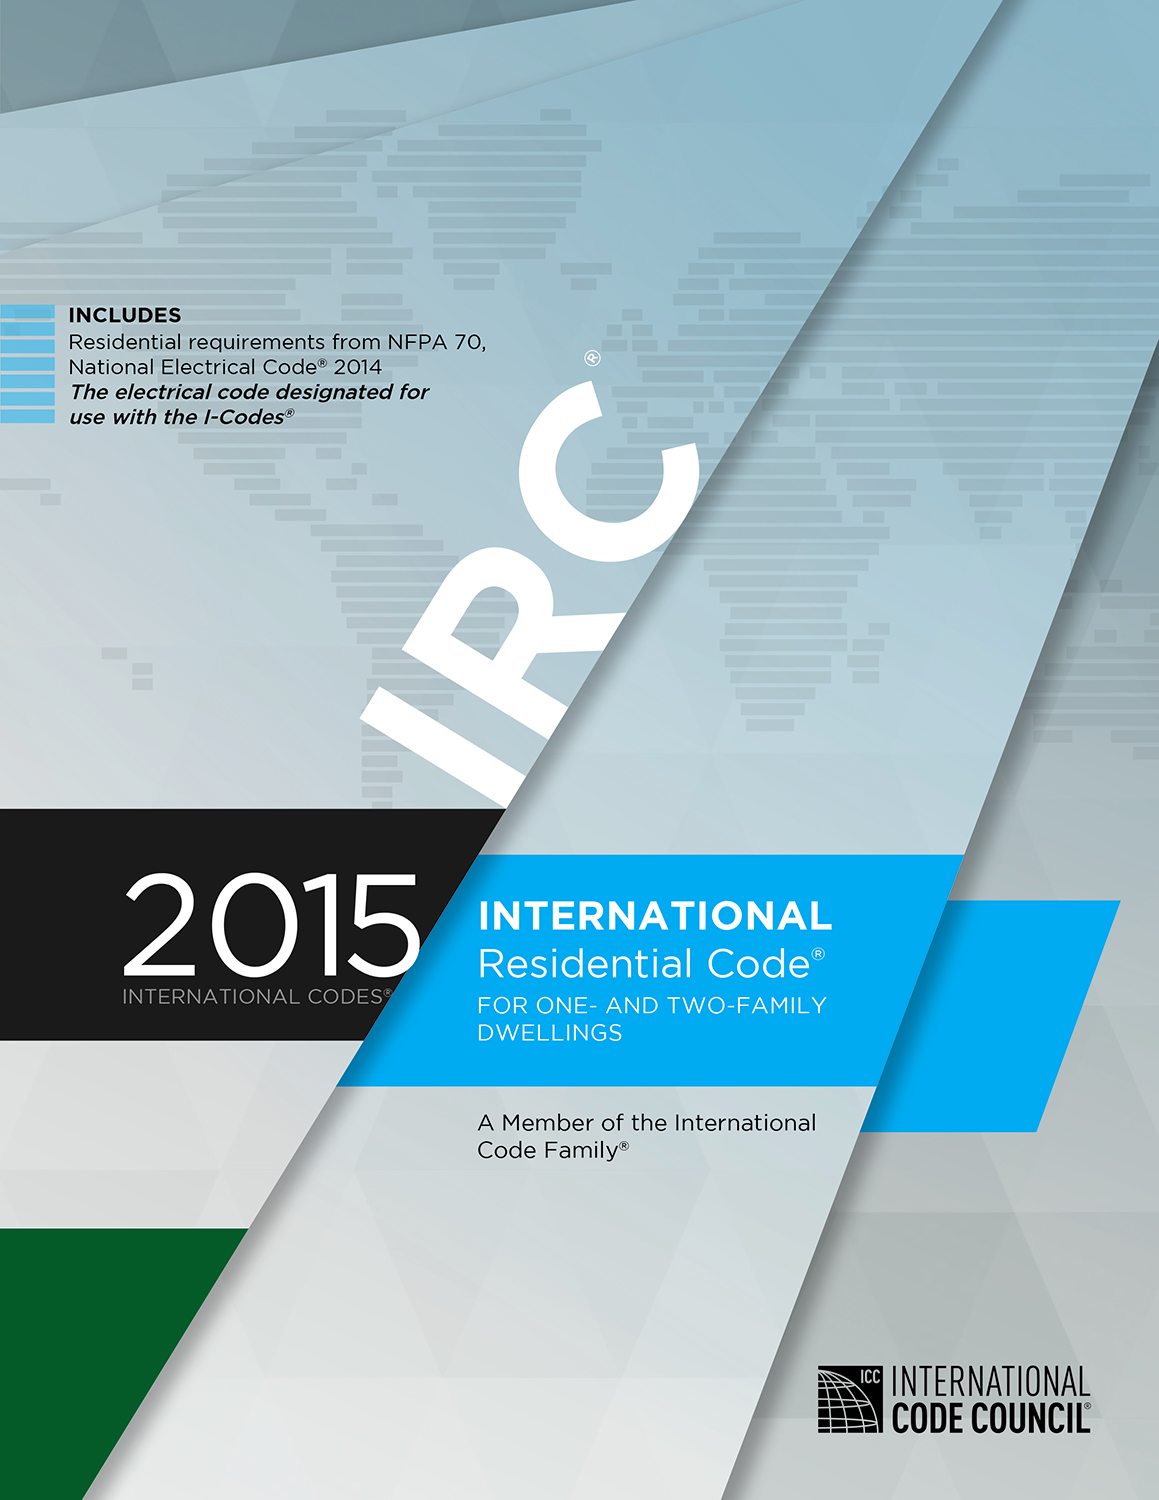 INCLUDES
Residential requirements from NFPA 70,
National Electrical Code® 2014
The electrical code designated for
use with the I-Codes®
IRC®
2015
INTERNATIONAL CODES®
INTERNATIONAL
Residential Code®
FOR ONE- AND TWO-FAMILY
DWELLINGS
A Member of the International
Code Family®
ICC
INTERNATIONAL
CODE COUNCIL®